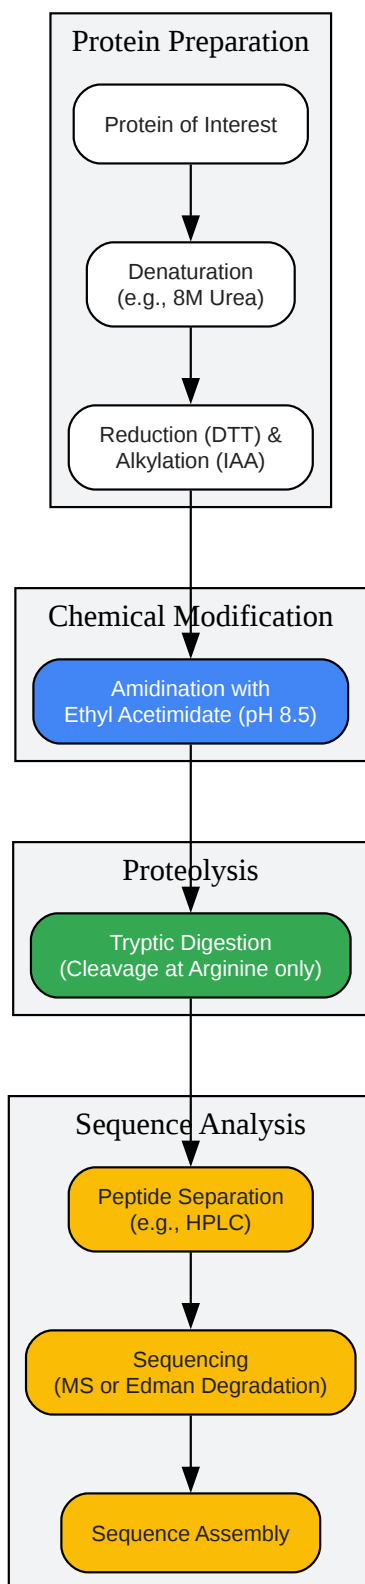 Protein Preparation
Protein of Interest
Denaturation
(e.g., 8M Urea)
Reduction (DTT) &
Alkylation (IAA)
Chemical Modification
Amidination with
Ethyl Acetimidate (pH 8.5)
Proteolysis
Tryptic Digestion
(Cleavage at Arginine only)
Sequence Analysis
Peptide Separation
(e.g., HPLC)
Sequencing
(MS or Edman Degradation)
Sequence Assembly